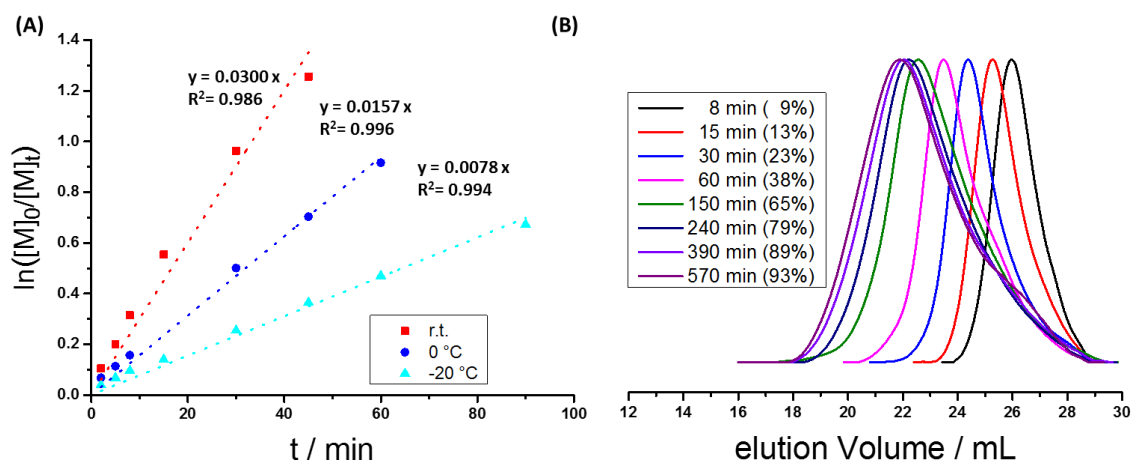 (A)
ln([M]0/[M]t)
1.4
1.2
1.0
0.8
0.6
0.4
0.2
0.0
y = 0.0300 x
R2= 0.986
y = 0.0157 x
R2= 0.996
y = 0.0078 x
R2= 0.994
r.t.
0 °C
-20 °C
0 20 40 60 80 100
t / min
(B)
8 min ( 9%)
15 min (13%)
30 min (23%)
60 min (38%)
150 min (65%)
240 min (79%)
390 min (89%)
570 min (93%)
12 14 16 18 20 22 24 26 28 30
elution Volume / mL